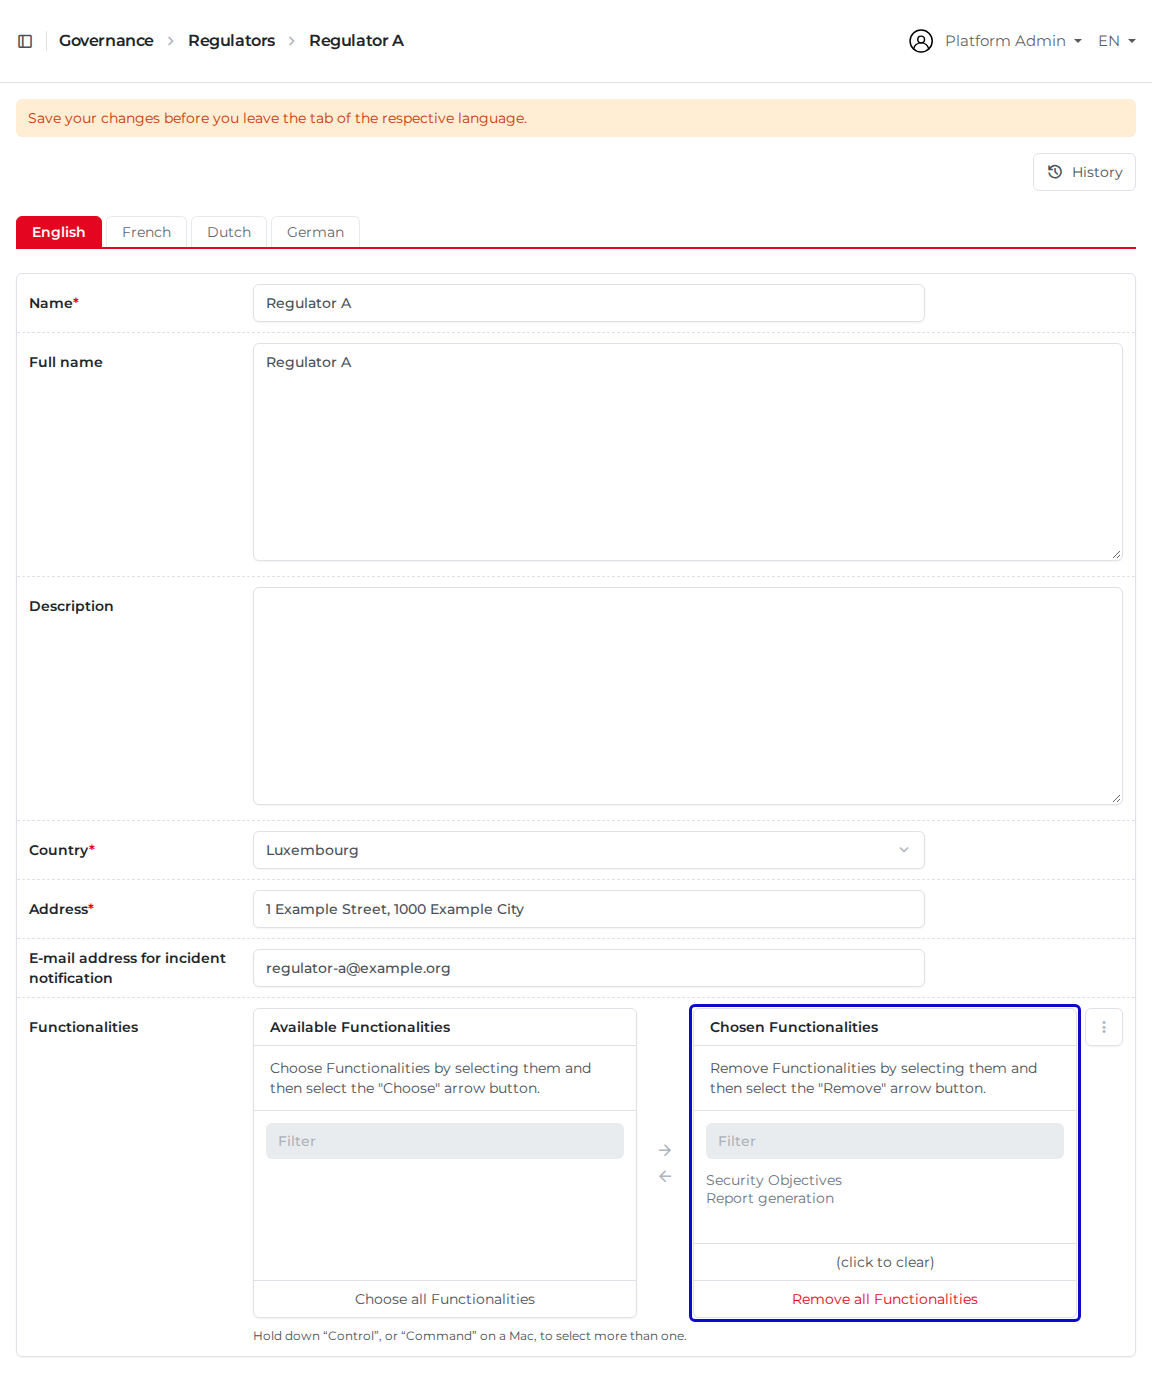 Governance
Regulators
Regulator A
Platform Admin
EN
Save your changes before you leave the tab of the respective language.
History
English
French
Dutch
German
Name*
Regulator A
Full name
Regulator A
Description
Country*
Luxembourg
Address*
1 Example Street, 1000 Example City
E-mail address for incident
notification
regulator-a@example.org
Functionalities
Available Functionalities
Choose Functionalities by selecting them and
then select the "Choose" arrow button.
Filter
Choose all Functionalities
Chosen Functionalities
Remove Functionalities by selecting them and
then select the "Remove" arrow button.
Filter
Security Objectives
Report generation
(click to clear)
Remove all Functionalities
Hold down “Control”, or “Command” on a Mac, to select more than one.